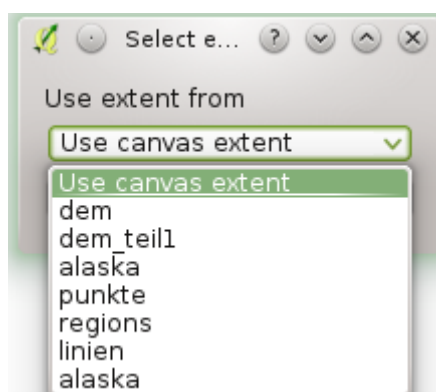 Select e...
Use extent from
Use canvas extent
Use canvas extent
dem
dem_teil1
alaska
punkte
regions
linien
alaska